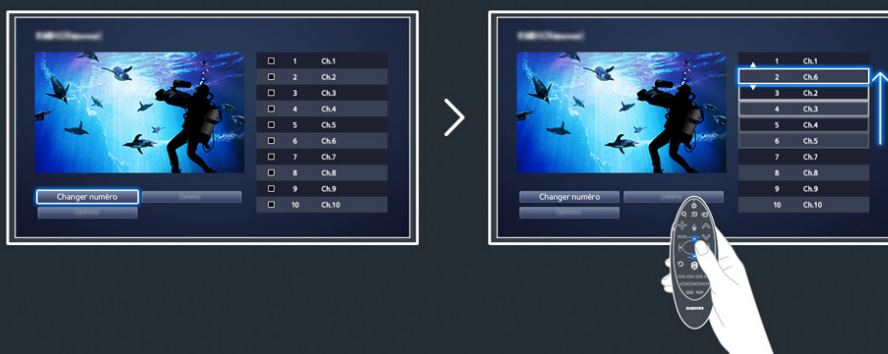 1 Ch.1
2 Ch.2
3 Ch.3
4 Ch.4
5 Ch.5
6 Ch.6
7 Ch.7
8 Ch.8
9 Ch.9
10 Ch.10
Changer numéro
1 Ch.1
2 Ch.6
3 Ch.2
4 Ch.3
5 Ch.4
6 Ch.5
7 Ch.7
8 Ch.8
9 Ch.9
10 Ch.10
Changer numéro